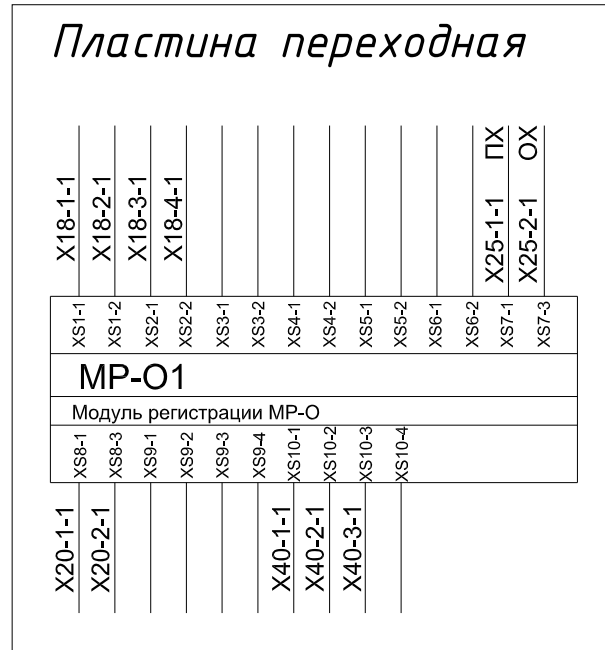 Пластина переходная
X18-1-1
X18-2-1
X18-3-1
X18-4-1
X25-1-1 ПХ
X25-2-1 ОХ
XS1-1
XS1-2
XS2-1
XS2-2
XS3-1
XS3-2
XS4-1
XS4-2
XS5-1
XS5-2
XS6-1
XS6-2
XS7-1
XS7-3
МР-О1
Модуль регистрации МР-О
XS8-1
XS8-3
XS9-1
XS9-2
XS9-3
XS9-4
XS10-1
XS10-2
XS10-3
XS10-4
X20-1-1
X20-2-1
X40-1-1
X40-2-1
X40-3-1